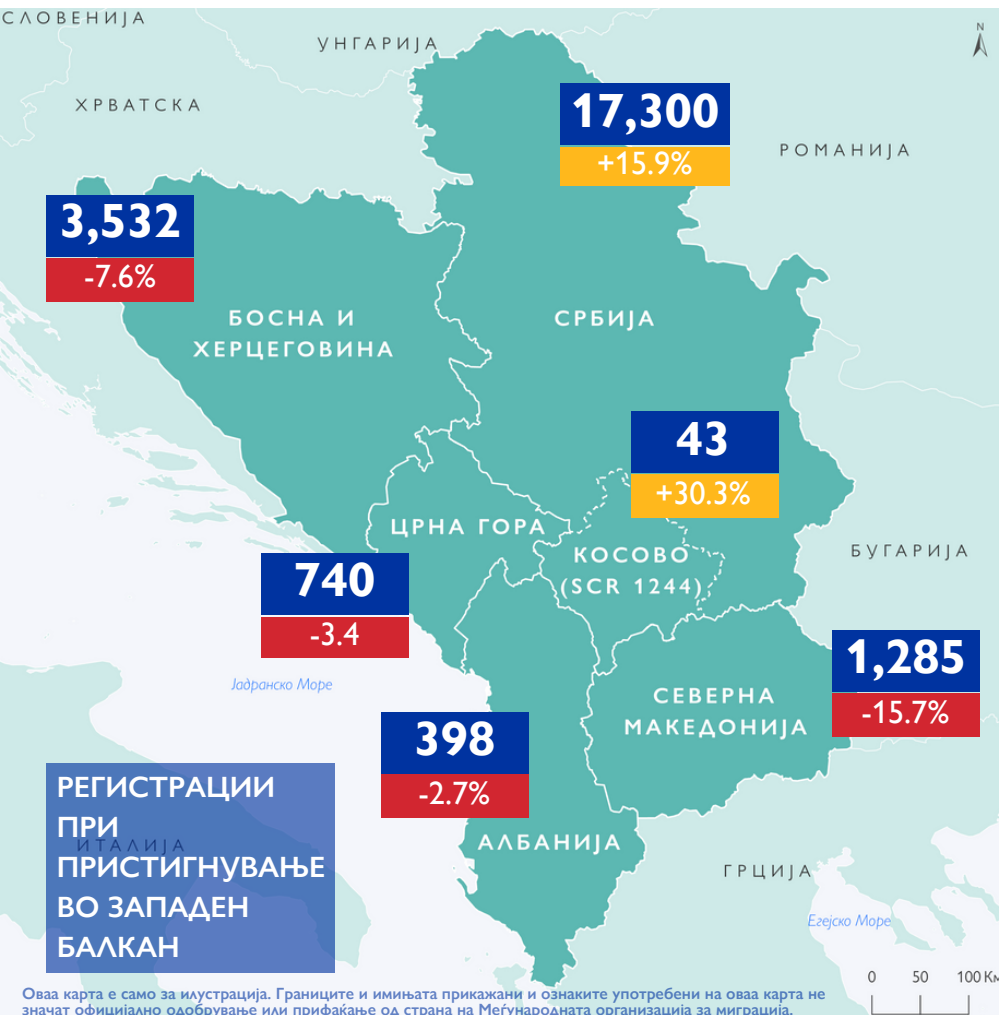 СЛОВЕНИЈА
УНГАРИЈА
N
ХРВАТСКА
17,300
+15.9%
РОМАНИЈА
3,532
-7.6%
БОСНА И
ХЕРЦЕГОВИНА
СРБИЈА
43
+30.3%
ЦРНА ГОРА
КОСОВО
(SCR 1244)
БУГАРИЈА
740
-3.4
1,285
-15.7%
Јадранско Море
СЕВЕРНА
МАКЕДОНИЈА
398
-2.7%
РЕГИСТРАЦИИ
ПРИ
ИТАЛИЈА
ПРИСТИГНУВАЊЕ
ВО ЗАПАДЕН
БАЛКАН
АЛБАНИЈА
ГРЦИЈА
Егејско Море
0 50 100 Км
Оваа карта е само за илустрација. Границите и имињата прикажани и ознаките употребени на оваа карта не
значат официјално одобрување или прифаќање од страна на Меѓународната организација за миграција.